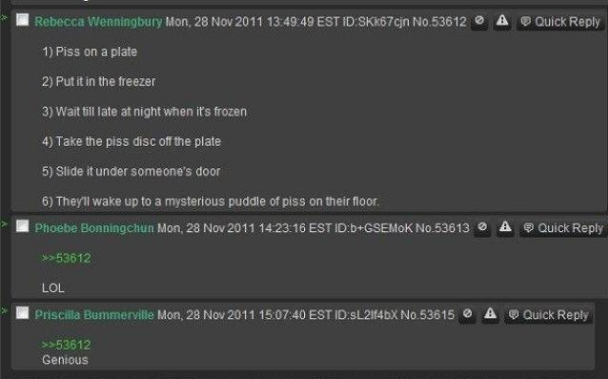 Rebecca Wenningbury Mon, 28 Nov 2011 13:49:49 EST ID:SKk67cjn No.53612 Quick Reply
1) Piss on a plate
2) Put it in the freezer
3) Wait till late at night when it's frozen
4) Take the piss disc off the plate
5) Slide it under someone's door
6) They'll wake up to a mysterious puddle of piss on their floor.
> Phoebe Bonningchun Mon, 28 Nov 2011 14:23:16 EST ID:b+GSEMoK No.53613 Quick Reply
>>53612
LOL
> Priscilla Bummerville Mon, 28 Nov 2011 15:07:40 EST ID:sL2lf4bX No.53615 Quick Reply
>>53612
Genious